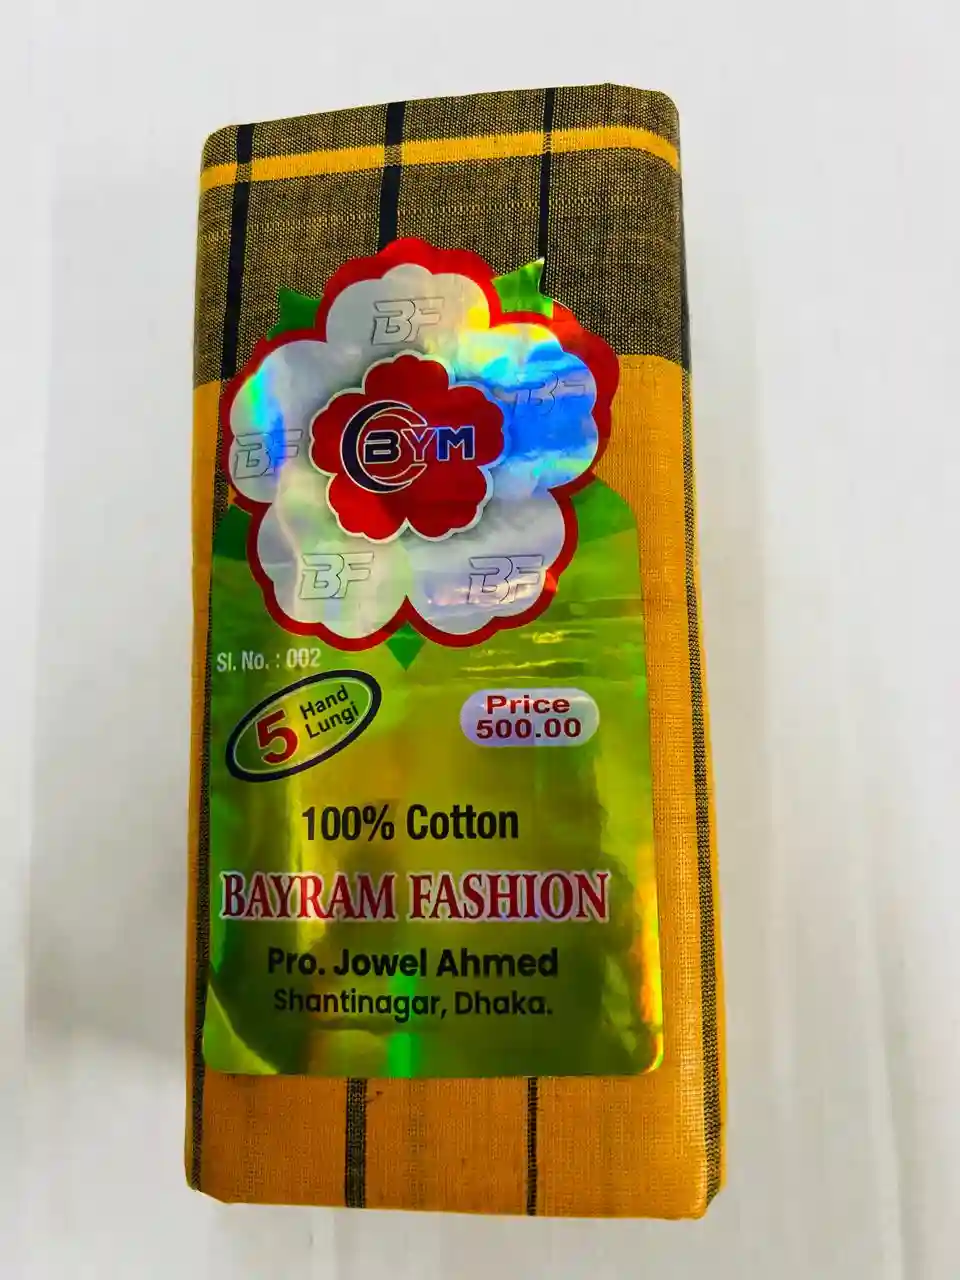 BF
BF
BYM
BF
BF
BF
Sl. No. : 002
5 Hand
Lungi
Price
500.00
100% Cotton
BAYRAM FASHION
Pro. Jowel Ahmed
Shantinagar, Dhaka.